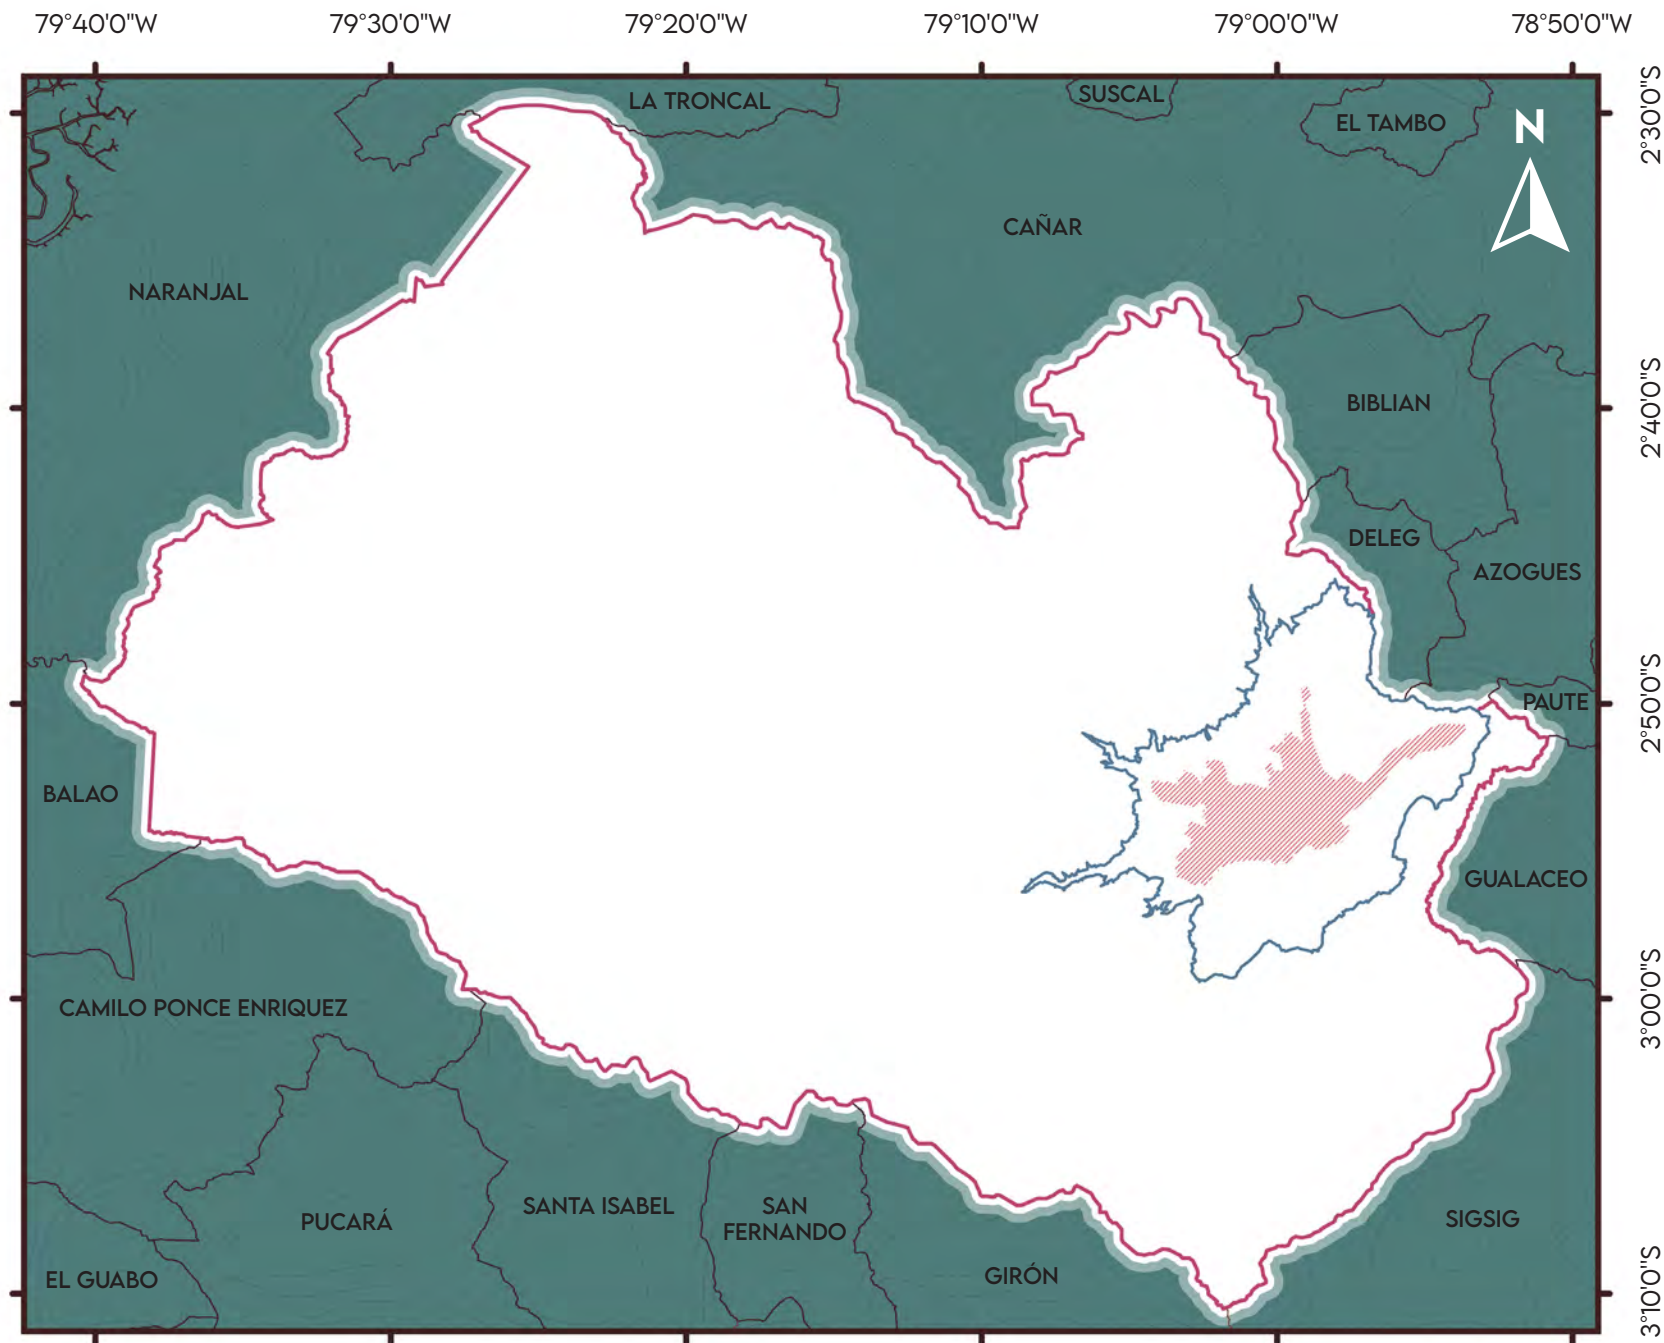 79°40'0"W 79°30'0"W 79°20'0"W 79°10'0"W 79°00'0"W 78°50'0"W
LA TRONCAL
SUSCAL
EL TAMBO
N
2°30'0"S
CAÑAR
NARANJAL
BIBLIAN
2°40'0"S
DELEG
AZOGUES
PAUTE
2°50'0"S
BALAO
GUALACEO
CAMILO PONCE ENRIQUEZ
3°00'0"S
PUCARÁ
SANTA ISABEL
SAN
FERNANDO
SIGSIG
EL GUABO
GIRÓN
3°10'0"S